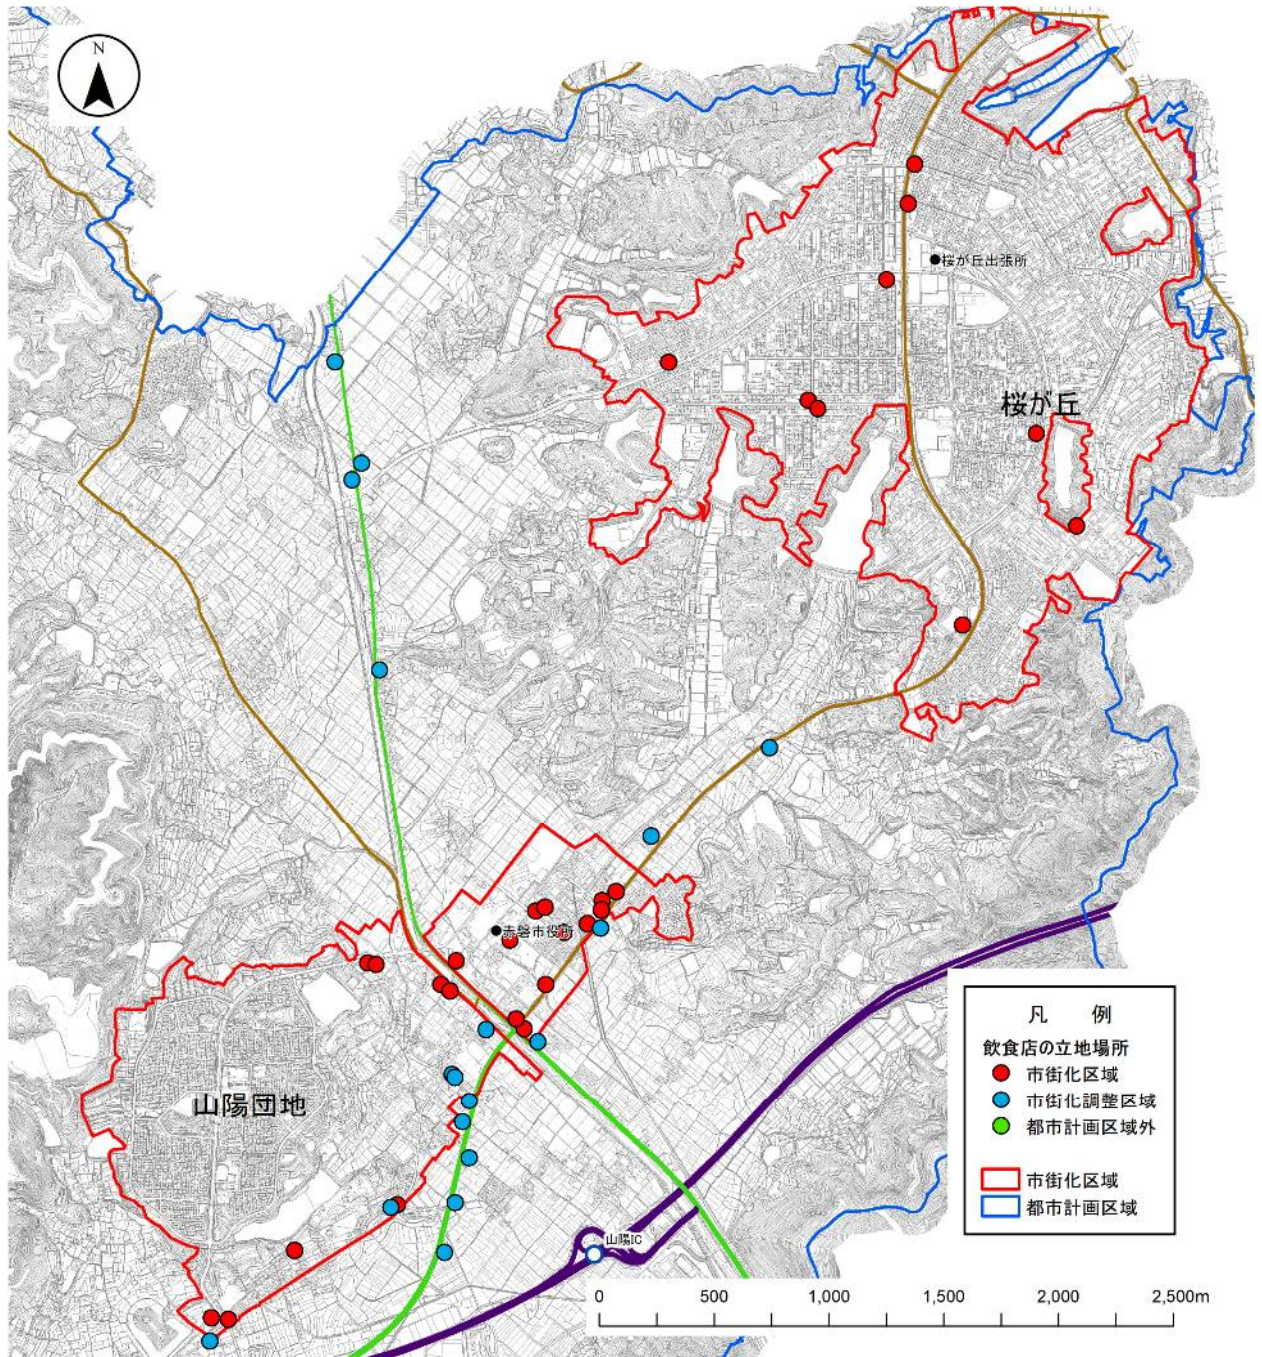 N
桜が丘出張所
桜が丘
赤磐市役所
山陽団地
山陽IC
凡 例
飲食店の立地場所
市街化区域
市街化調整区域
都市計画区域外
市街化区域
都市計画区域
0 500 1,000 1,500 2,000 2,500m